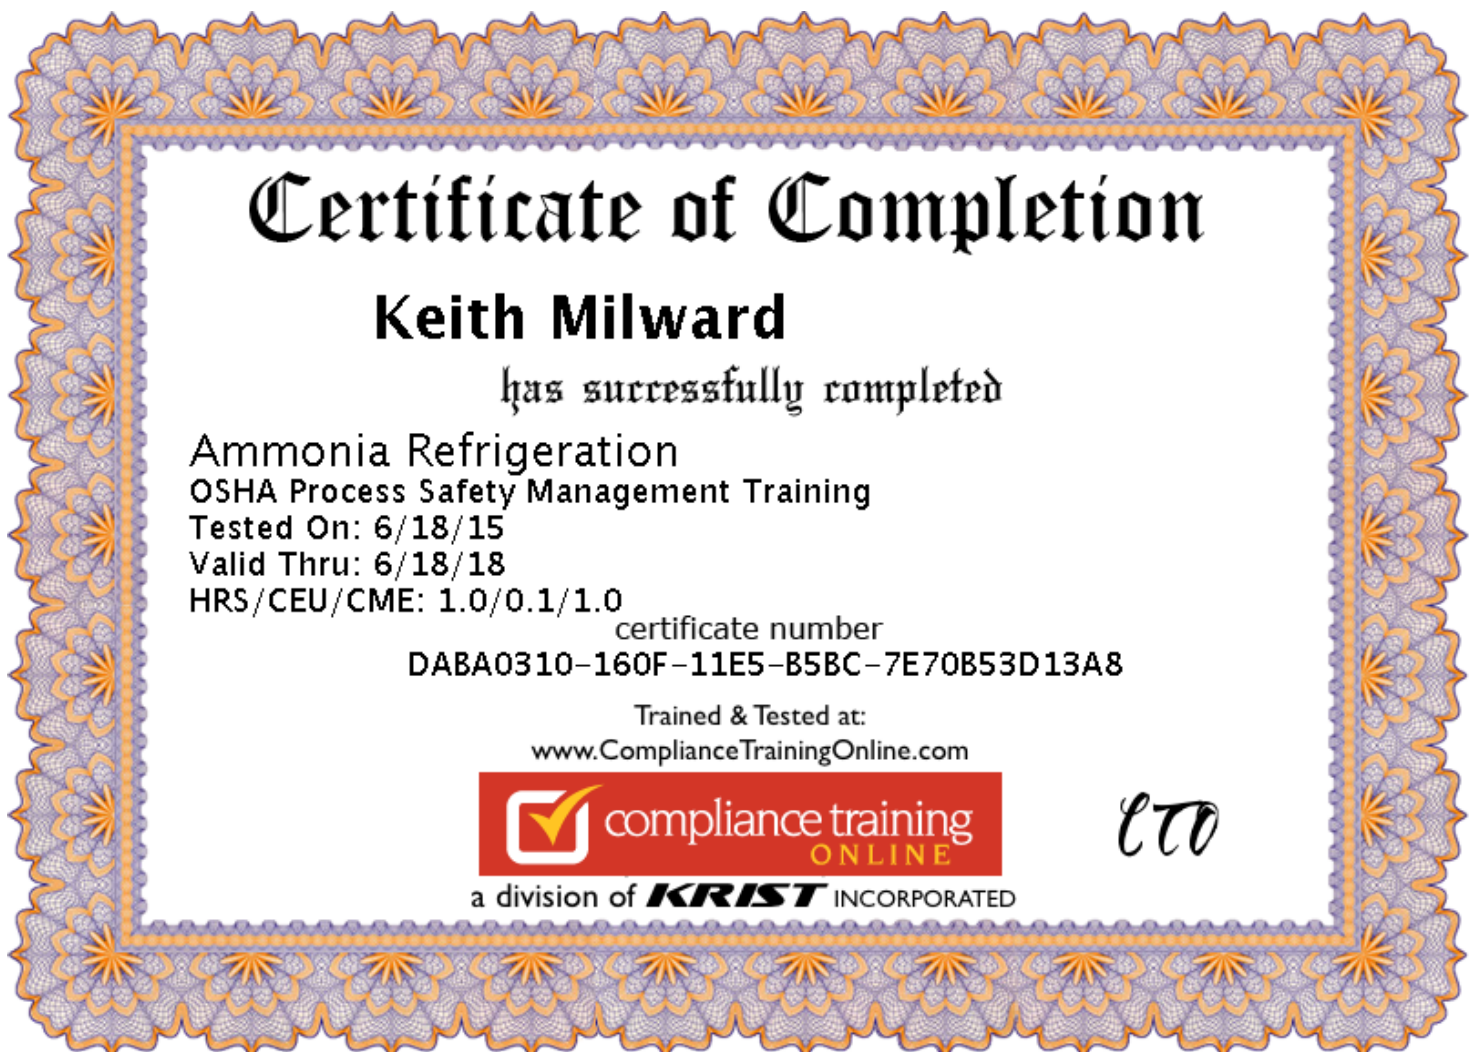 Certificate of Completion
Keith Milward
has successfully completed
Ammonia Refrigeration
OSHA Process Safety Management Training
Tested On: 6/18/15
Valid Thru: 6/18/18
HRS/CEU/CME: 1.0/0.1/1.0
certificate number
DABA0310-160F-11E5-B5BC-7E70B53D13A8
Trained & Tested at:
www.ComplianceTrainingOnline.com
compliance training
ONLINE
CTO
a division of KRIST INCORPORATED